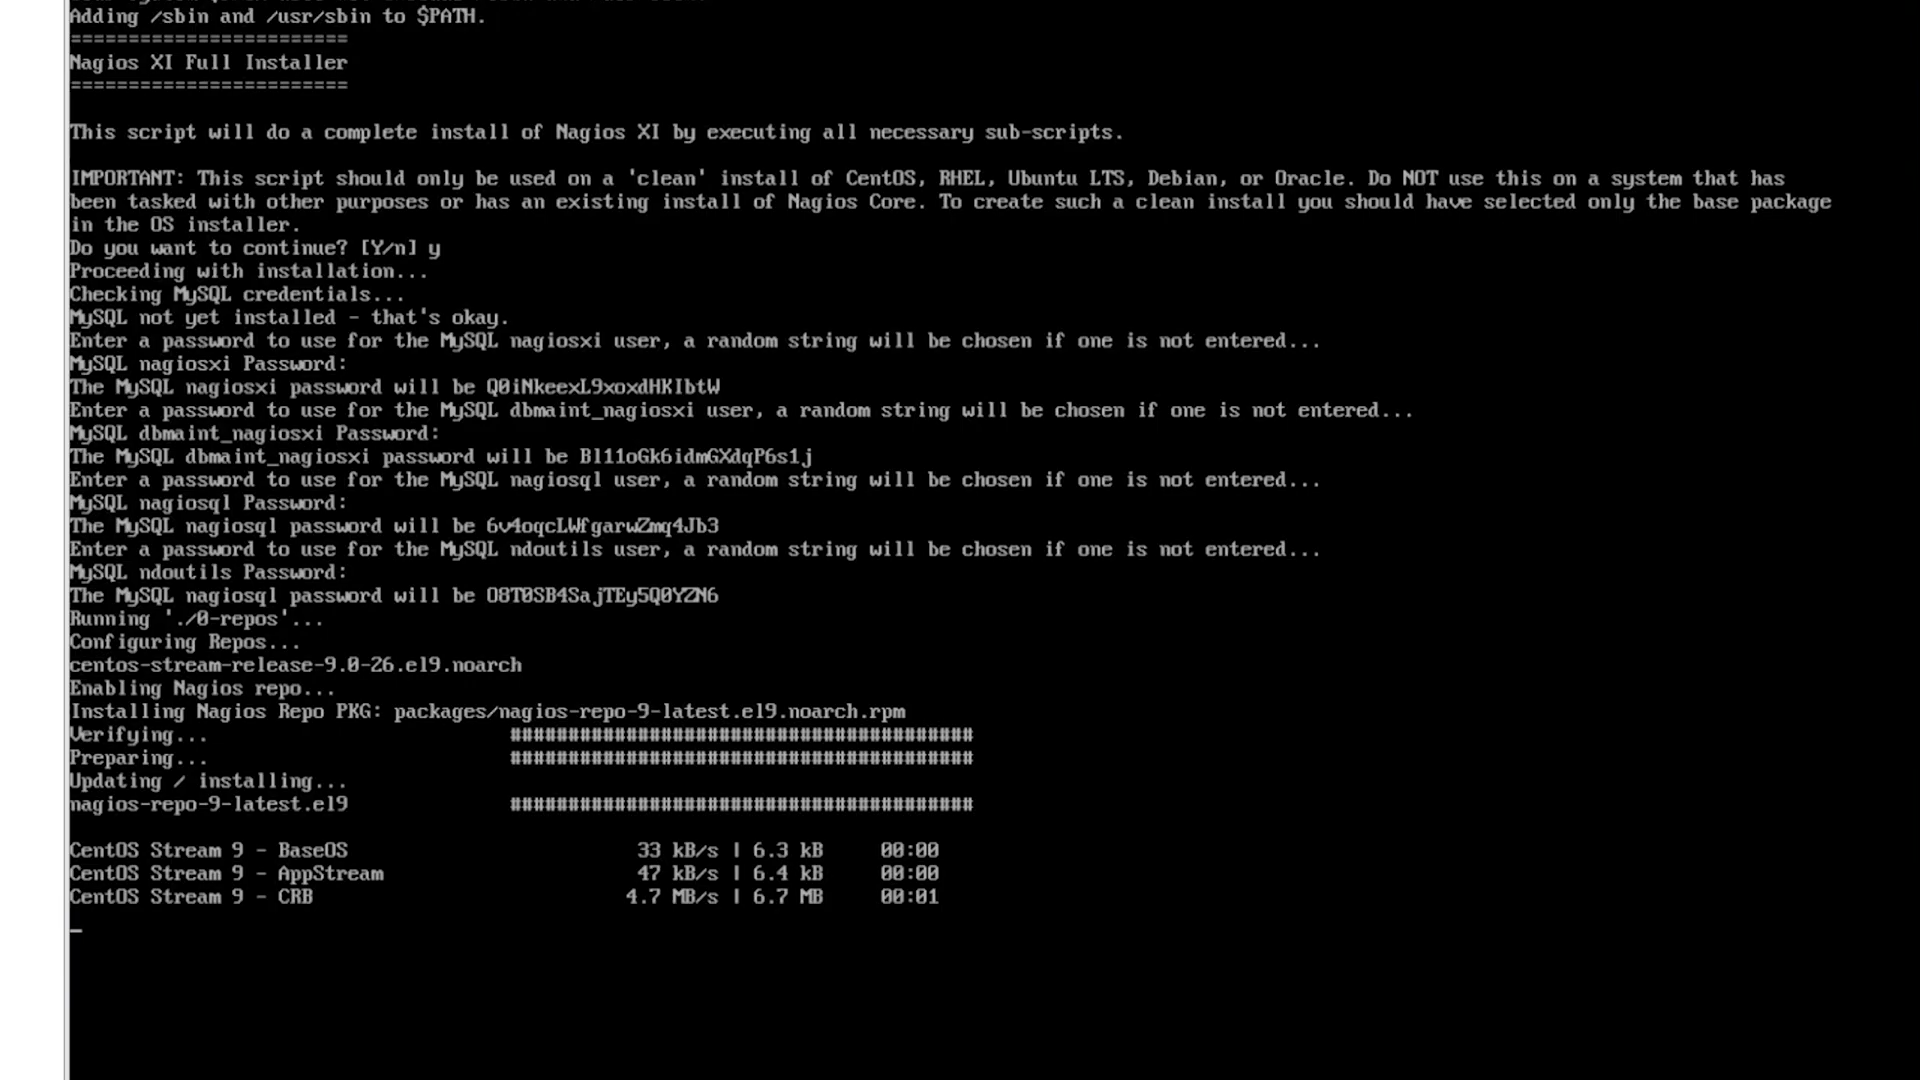 Adding /sbin and /usr/sbin to $PATH.
========================
Nagios XI Full Installer
========================
This script will do a complete install of Nagios XI by executing all necessary sub-scripts.
IMPORTANT: This script should only be used on a 'clean' install of CentOS, RHEL, Ubuntu LTS, Debian, or Oracle. Do NOT use this on a system that has
been tasked with other purposes or has an existing install of Nagios Core. To create such a clean install you should have selected only the base package
in the OS installer.
Do you want to continue? [Y/n] y
Proceeding with installation...
Checking MySQL credentials...
MySQL not yet installed - that's okay.
Enter a password to use for the MySQL nagiosxi user, a random string will be chosen if one is not entered...
MySQL nagiosxi Password:
The MySQL nagiosxi password will be Q0iNkeexL9xoxdHKIbtW
Enter a password to use for the MySQL dbmaint_nagiosxi user, a random string will be chosen if one is not entered...
MySQL dbmaint_nagiosxi Password:
The MySQL dbmaint_nagiosxi password will be Bl11oGk6idmGXdqP6s1j
Enter a password to use for the MySQL nagiosql user, a random string will be chosen if one is not entered...
MySQL nagiosql Password:
The MySQL nagiosql password will be 6v4oqcLWfgarwZmq4Jb3
Enter a password to use for the MySQL ndoutils user, a random string will be chosen if one is not entered...
MySQL ndoutils Password:
The MySQL nagiosql password will be O8T0SB4SajTEy5Q0YZN6
Running './0-repos'...
Configuring Repos...
centos-stream-release-9.0-26.el9.noarch
Enabling Nagios repo...
Installing Nagios Repo PKG: packages/nagios-repo-9-latest.el9.noarch.rpm
Verifying... ########################################
Preparing... ########################################
Updating / installing...
nagios-repo-9-latest.el9 ########################################
CentOS Stream 9 - BaseOS 33 kB/s | 6.3 kB 00:00
CentOS Stream 9 - AppStream 47 kB/s | 6.4 kB 00:00
CentOS Stream 9 - CRB 4.7 MB/s | 6.7 MB 00:01